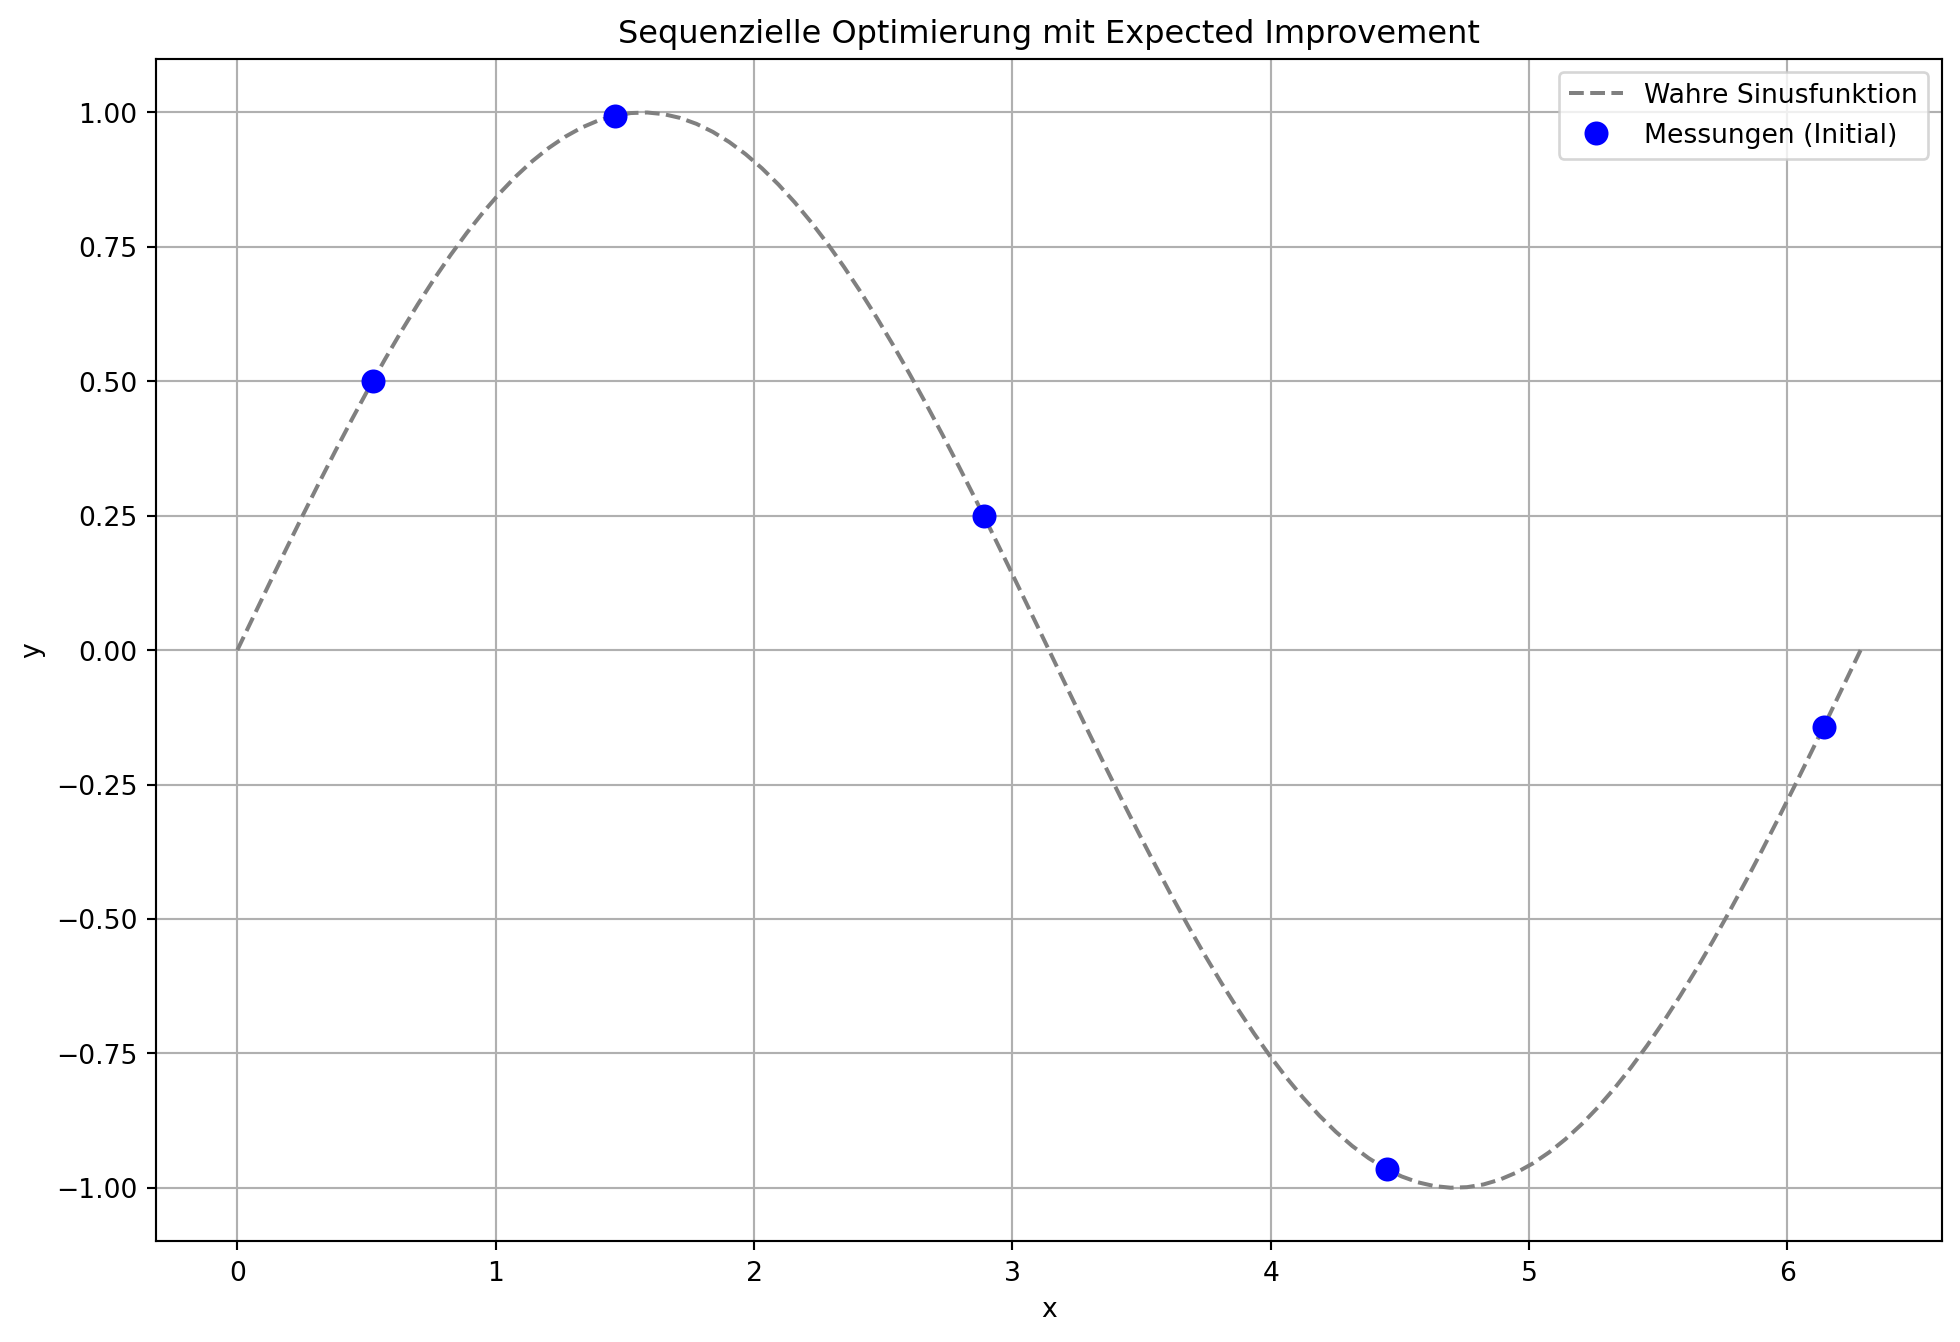 Sequenzielle Optimierung mit Expected Improvement
Wahre Sinusfunktion
Messungen (Initial)
1.00
0.75
0.50
0.25
0.00
−0.25
−0.50
−0.75
−1.00
y
0 1 2 3 4 5 6
x